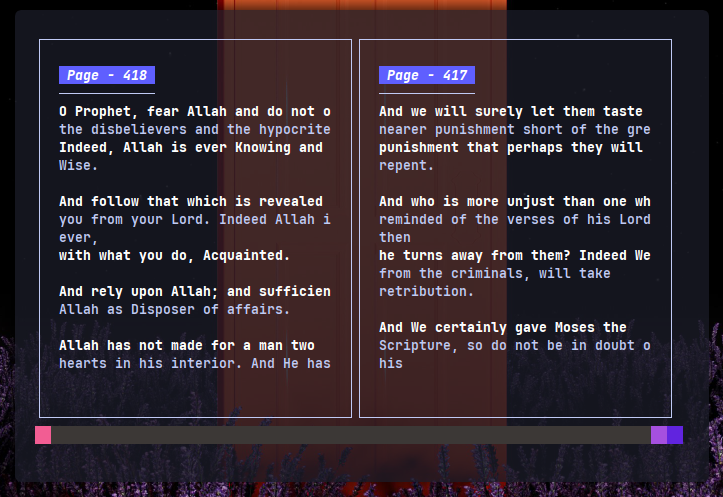 Page - 418
O Prophet, fear Allah and do not o
the disbelievers and the hypocrite
Indeed, Allah is ever Knowing and
Wise.
And follow that which is revealed
you from your Lord. Indeed Allah i
ever,
with what you do, Acquainted.
And rely upon Allah; and sufficien
Allah as Disposer of affairs.
Allah has not made for a man two
hearts in his interior. And He has
Page - 417
And we will surely let them taste
nearer punishment short of the gre
punishment that perhaps they will
repent.
And who is more unjust than one wh
reminded of the verses of his Lord
then
he turns away from them? Indeed We
from the criminals, will take
retribution.
And We certainly gave Moses the
Scripture, so do not be in doubt o
his